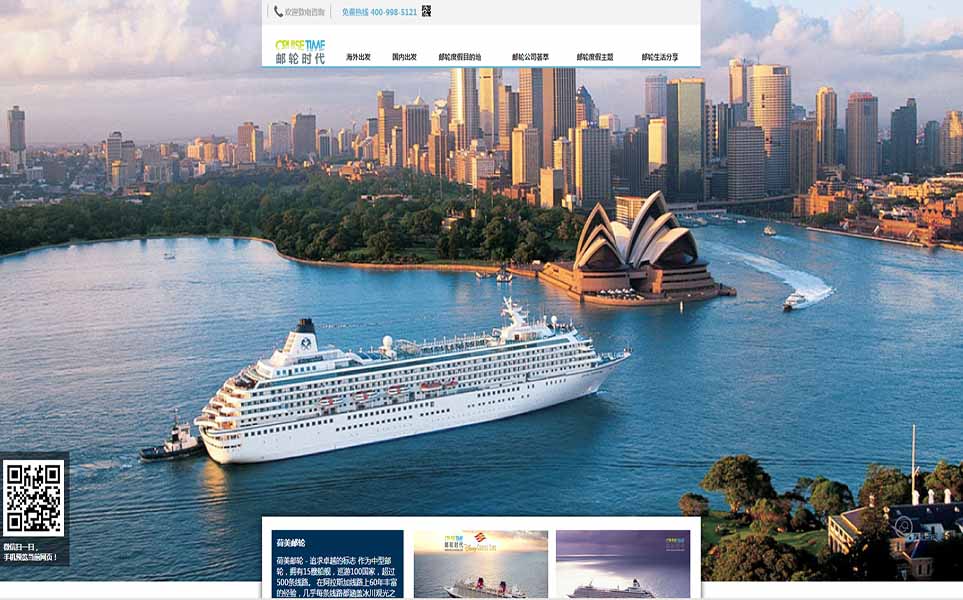 欢迎致电咨询
免费热线 400-998-5121
CRUISE TIME
邮轮时代
海外出发 国内出发 邮轮度假目的地 邮轮公司荟萃 邮轮度假主题 邮轮生活分享
微信扫一扫，
手机预览当前网页！
荷美邮轮
荷美邮轮 - 追求卓越的标志 作为中型邮
轮，拥有15艘船舰，巡游100国家，超过
500条线路。 在阿拉斯加线路上60年丰富
的经验，几乎每条线路都涵盖冰川观光之
邮轮时代